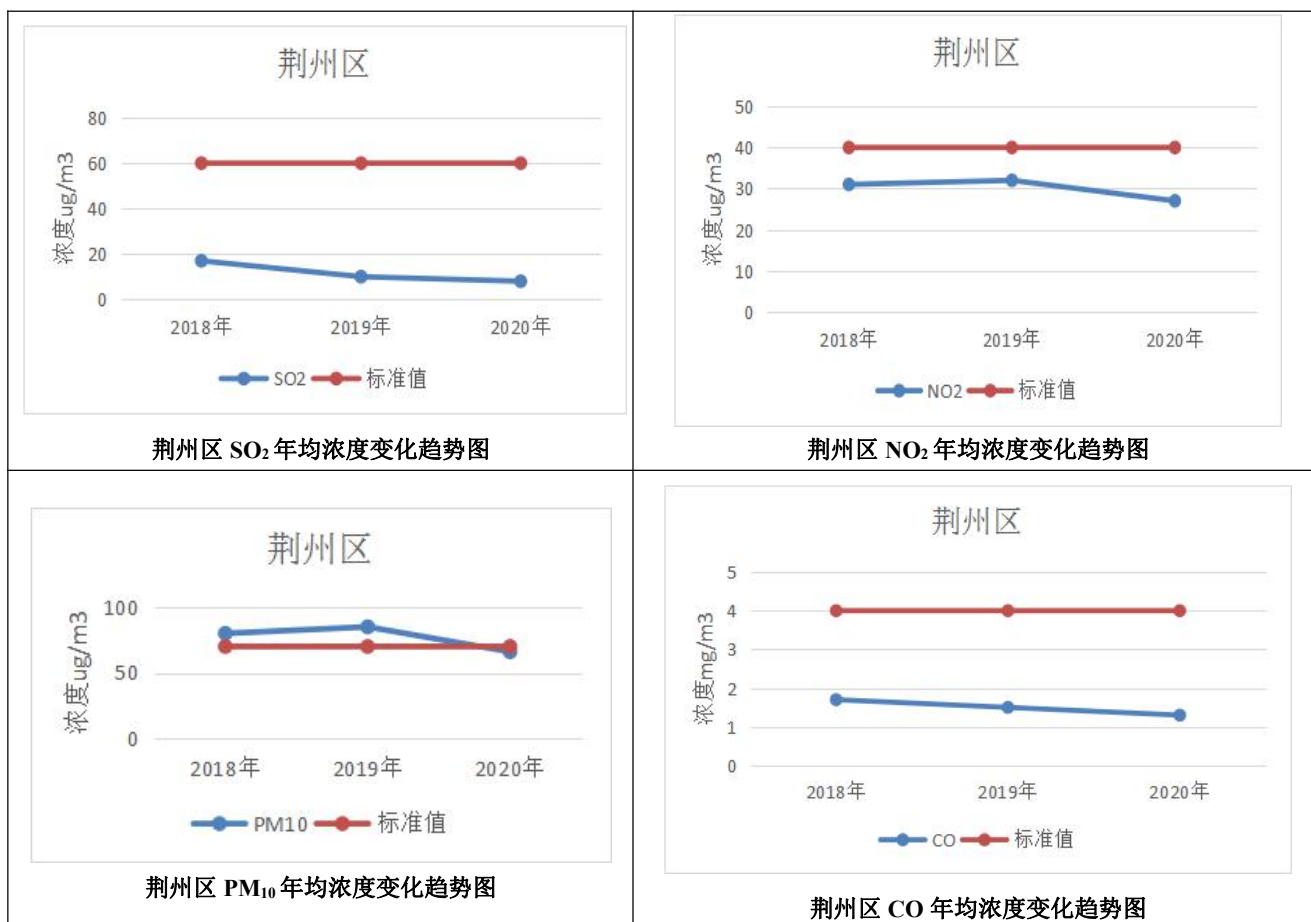 荆州区
80
60
40
20
0
浓度ug/m3
2018年 2019年 2020年
SO2 标准值
荆州区 SO₂ 年均浓度变化趋势图
荆州区
50
40
30
20
10
0
浓度ug/m3
2018年 2019年 2020年
NO2 标准值
荆州区 NO₂ 年均浓度变化趋势图
荆州区
100
50
0
浓度ug/m3
2018年 2019年 2020年
PM10 标准值
荆州区 PM₁₀ 年均浓度变化趋势图
荆州区
5
4
3
2
1
0
浓度mg/m3
2018年 2019年 2020年
CO 标准值
荆州区 CO 年均浓度变化趋势图